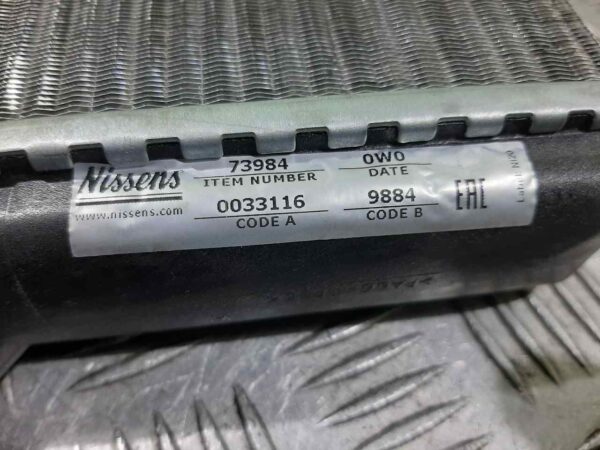 Nissens
www.nissens.com
73984
ITEM NUMBER
0W0
DATE
0033116
CODE A
9884
CODE B
EAC